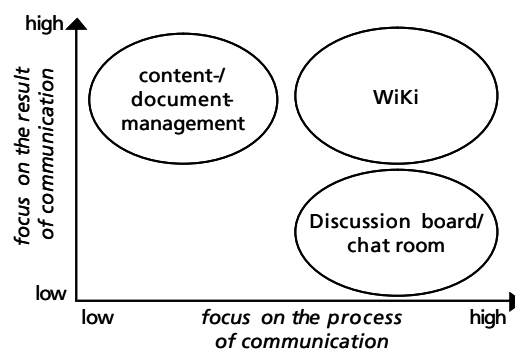 high
content-/
document-
management
WiKi
focus on the result
of communication
Discussion board/
chat room
low
low
focus on the process
of communication
high